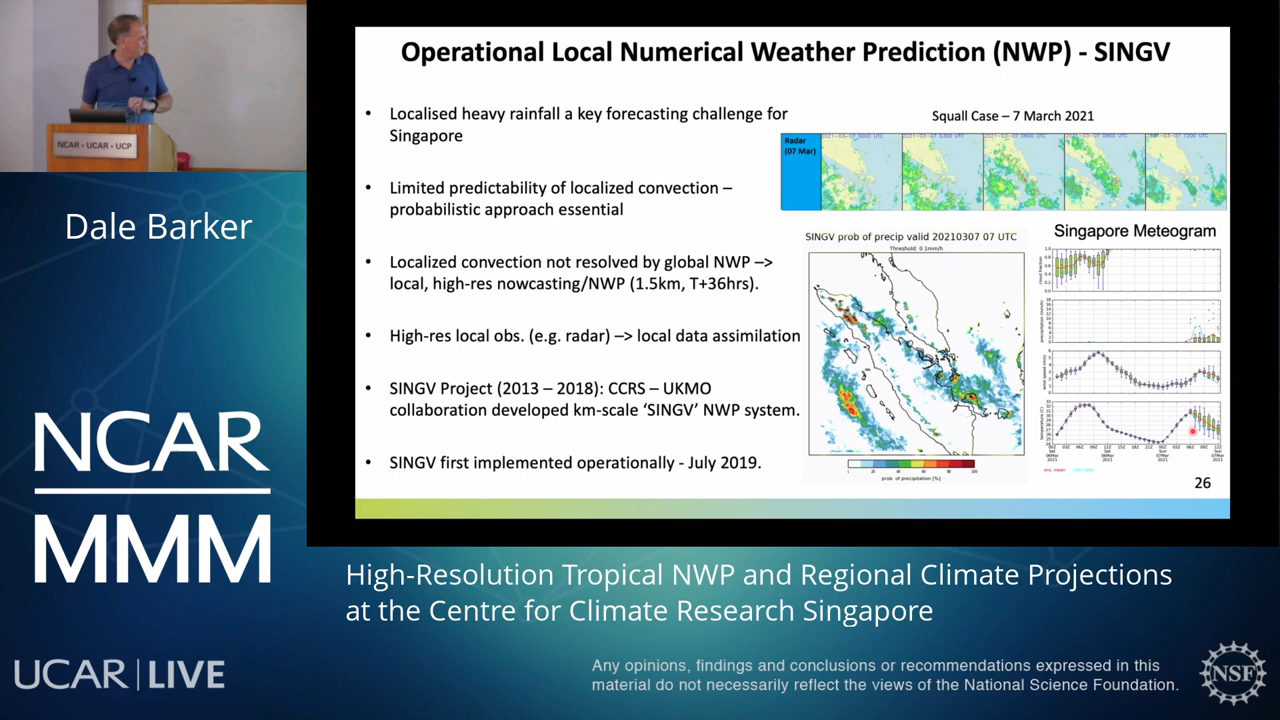 NCAR • UCAR • UCP
Dale Barker
NCAR
MMM
UCAR | LIVE
Operational Local Numerical Weather Prediction (NWP) - SINGV
• Localised heavy rainfall a key forecasting challenge for
Singapore
• Limited predictability of localized convection –
probabilistic approach essential
• Localized convection not resolved by global NWP –>
local, high-res nowcasting/NWP (1.5km, T+36hrs).
• High-res local obs. (e.g. radar) –> local data assimilation
• SINGV Project (2013 – 2018): CCRS – UKMO
collaboration developed km-scale ‘SINGV’ NWP system.
• SINGV first implemented operationally - July 2019.
Squall Case – 7 March 2021
Radar
(07 Mar)
SINGV prob of precip valid 20210307 07 UTC
Threshold 0.1mm/h
prob. of precipitation [%]
Singapore Meteogram
26
High-Resolution Tropical NWP and Regional Climate Projections
at the Centre for Climate Research Singapore
Any opinions, findings and conclusions or recommendations expressed in this
material do not necessarily reflect the views of the National Science Foundation.
NSF